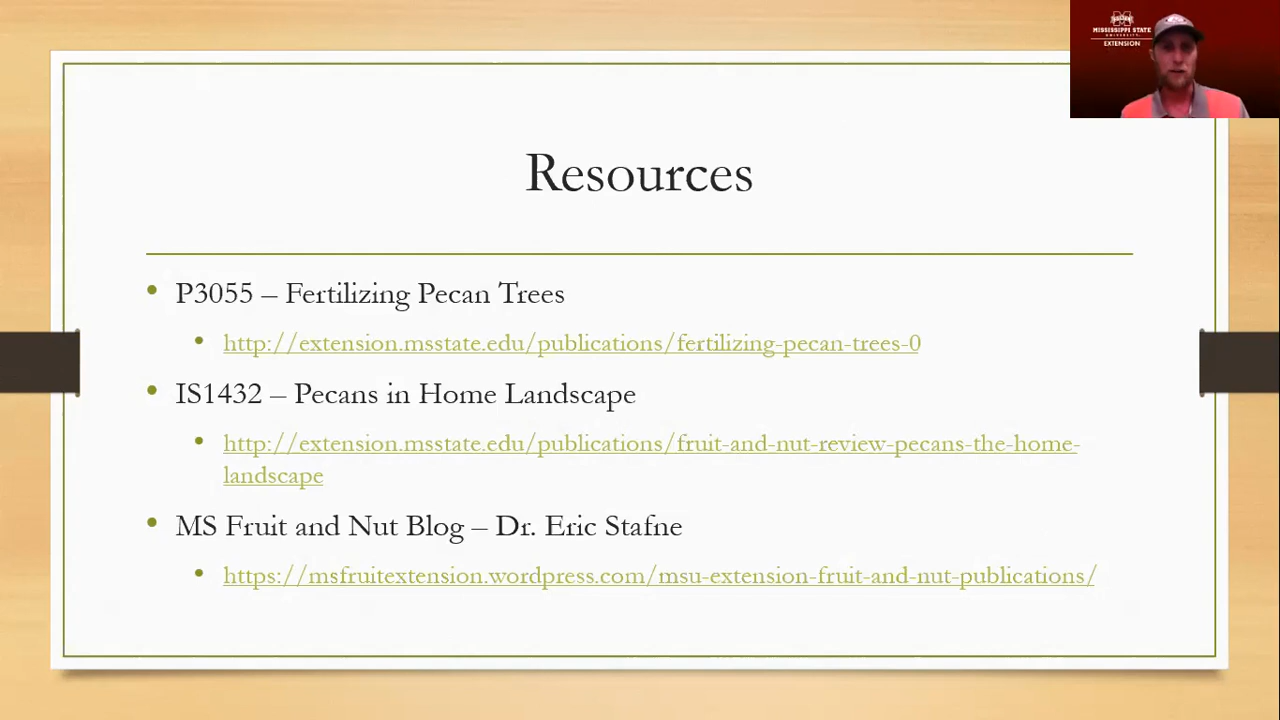 MISSISSIPPI STATE
UNIVERSITY
EXTENSION
Resources
• P3055 – Fertilizing Pecan Trees
• http://extension.msstate.edu/publications/fertilizing-pecan-trees-0
• IS1432 – Pecans in Home Landscape
• http://extension.msstate.edu/publications/fruit-and-nut-review-pecans-the-home-
landscape
• MS Fruit and Nut Blog – Dr. Eric Stafne
• https://msfruitextension.wordpress.com/msu-extension-fruit-and-nut-publications/